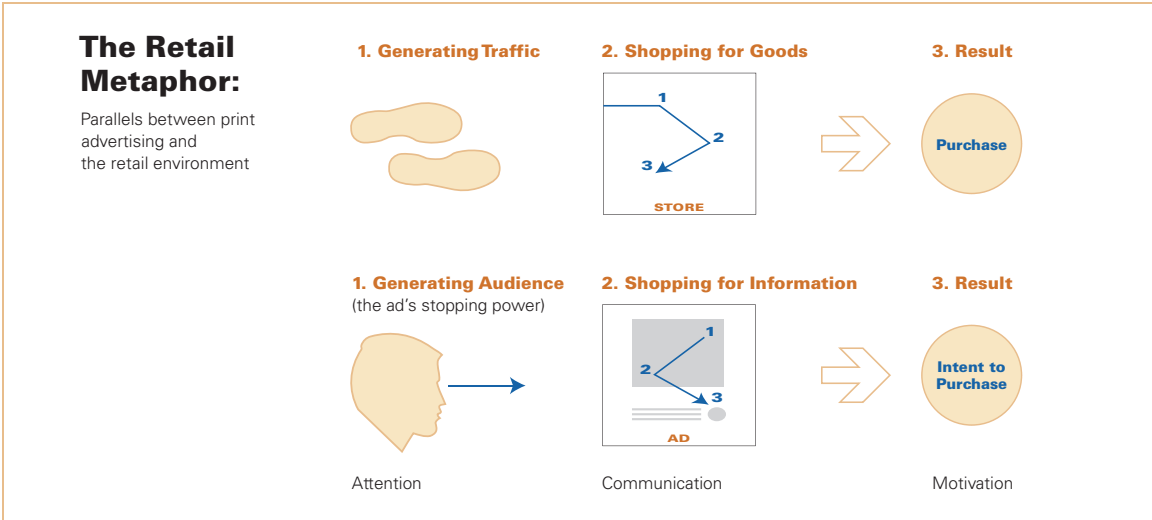 The Retail
Metaphor:
Parallels between print
advertising and
the retail environment
1. Generating Traffic
2. Shopping for Goods
3. Result
1
2
3
STORE
Purchase
1. Generating Audience
(the ad's stopping power)
2. Shopping for Information
3. Result
1
2
3
AD
Intent to
Purchase
Attention
Communication
Motivation